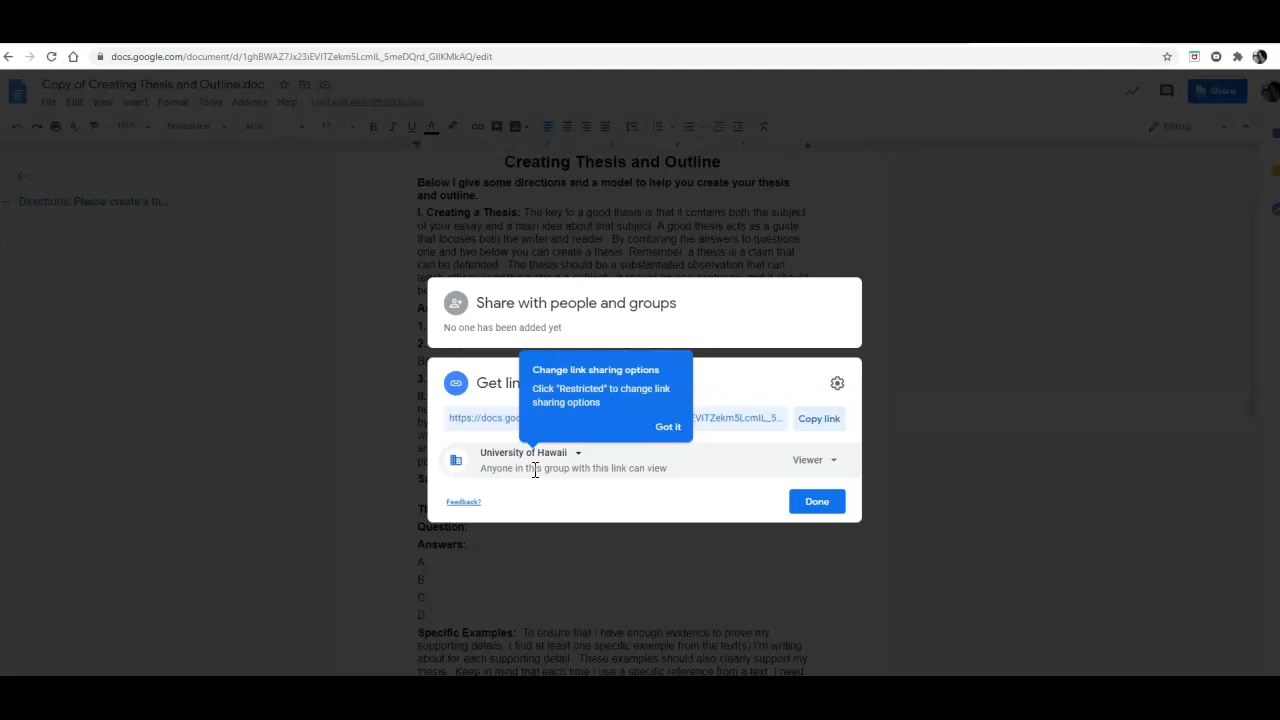 docs.google.com/document/d/1ghBWAZ7Jx23iEVlTZekm5LcmIL_5meDQrd_GIlKMkAQ/edit
Copy of Creating Thesis and Outline.doc
File Edit View Insert Format Tools Add-ons Help
Share
100%
11
Editing
Creating Thesis and Outline
Below I give some directions and a model to help you create your thesis
and outline.
Directions: Please create a th...
I. Creating a Thesis: The key to a good thesis is that it contains both the subject
of your essay and a main idea about that subject. A good thesis acts as a guide
that focuses both the writer and reader. By combining the answers to questions
one and two below you can create a thesis. Remember, a thesis is a claim that
can be defended. The thesis should be a substantiated observation that can
Share with people and groups
No one has been added yet
Change link sharing options
Click "Restricted" to change link
sharing options
Got it
Get lin
https://docs.goo
EVlTZekm5LcmIL_5...
Copy link
University of Hawaii
Anyone in this group with this link can view
Viewer
Feedback?
Done
Question:
Answers:
A.
B
C
D.
Specific Examples: To ensure that I have enough evidence to prove my
supporting details, I find at least one specific example from the text(s) I'm writing
about for each supporting detail. These examples should also clearly support my
thesis. Keep in mind that each time I use a specific reference from a text, I need